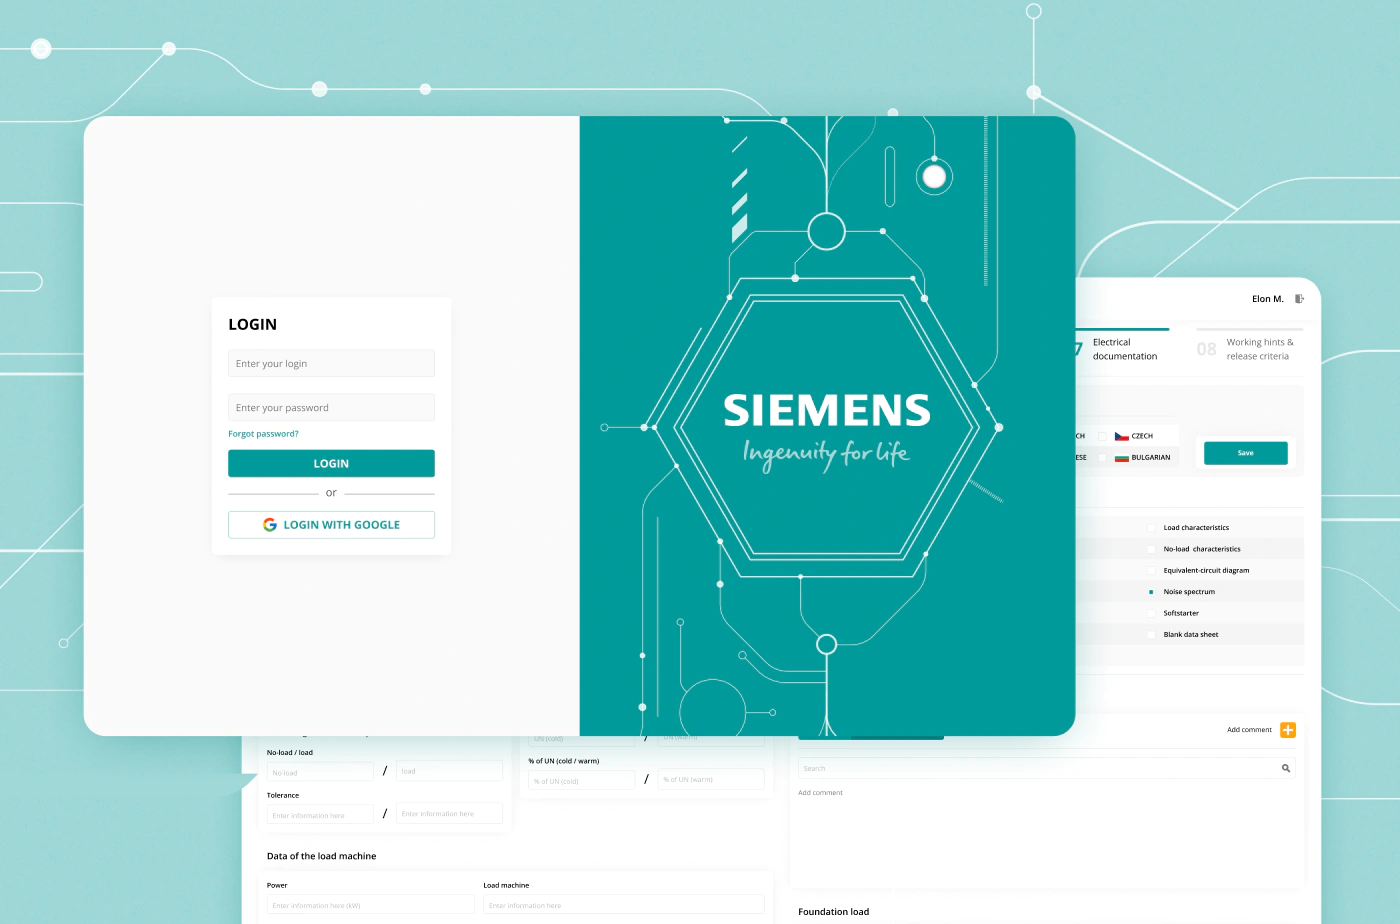 LOGIN
Enter your login
Enter your password
Forgot password?
LOGIN
or
LOGIN WITH GOOGLE
SIEMENS
Ingenuity for life
Elon M.
7 Electrical
documentation
08 Working hints &
release criteria
CH
CZECH
ESE
BULGARIAN
Save
Load characteristics
No-load characteristics
Equivalent-circuit diagram
Noise spectrum
Softstarter
Blank data sheet
No-load / load
No-load / load
Tolerance
Enter information here / Enter information here
UN (cold) / UN (warm)
% of UN (cold / warm)
% of UN (cold) / % of UN (warm)
Data of the load machine
Power
Enter information here (kW)
Load machine
Enter information here
Add comment
Search
Add comment
Foundation load